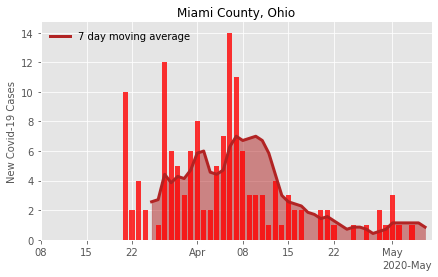 Miami County, Ohio
7 day moving average
New Covid-19 Cases
14
12
10
8
6
4
2
0
08 15 22 Apr 08 15 22 May
2020-May